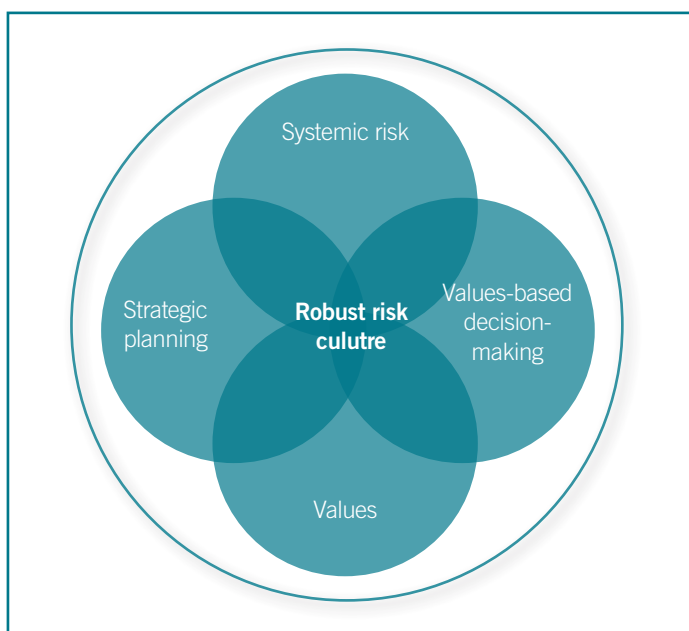 Systemic risk
Strategic
planning
Robust risk
culutre
Values-based
decision-
making
Values